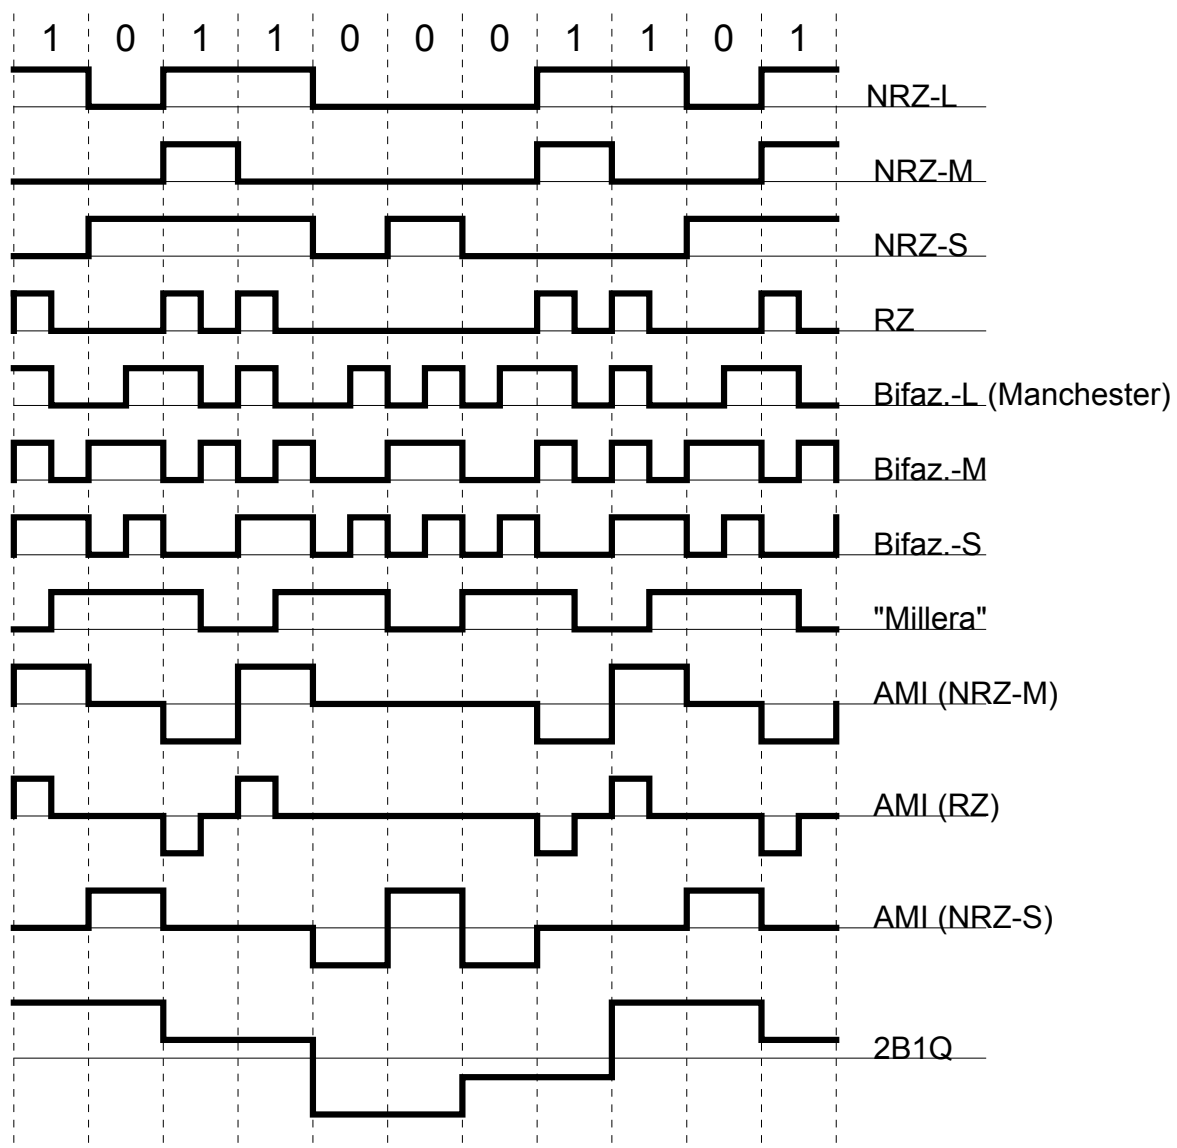 1 0 1 1 0 0 0 1 1 0 1
NRZ-L
NRZ-M
NRZ-S
RZ
Bifaz.-L (Manchester)
Bifaz.-M
Bifaz.-S
"Millera"
AMI (NRZ-M)
AMI (RZ)
AMI (NRZ-S)
2B1Q